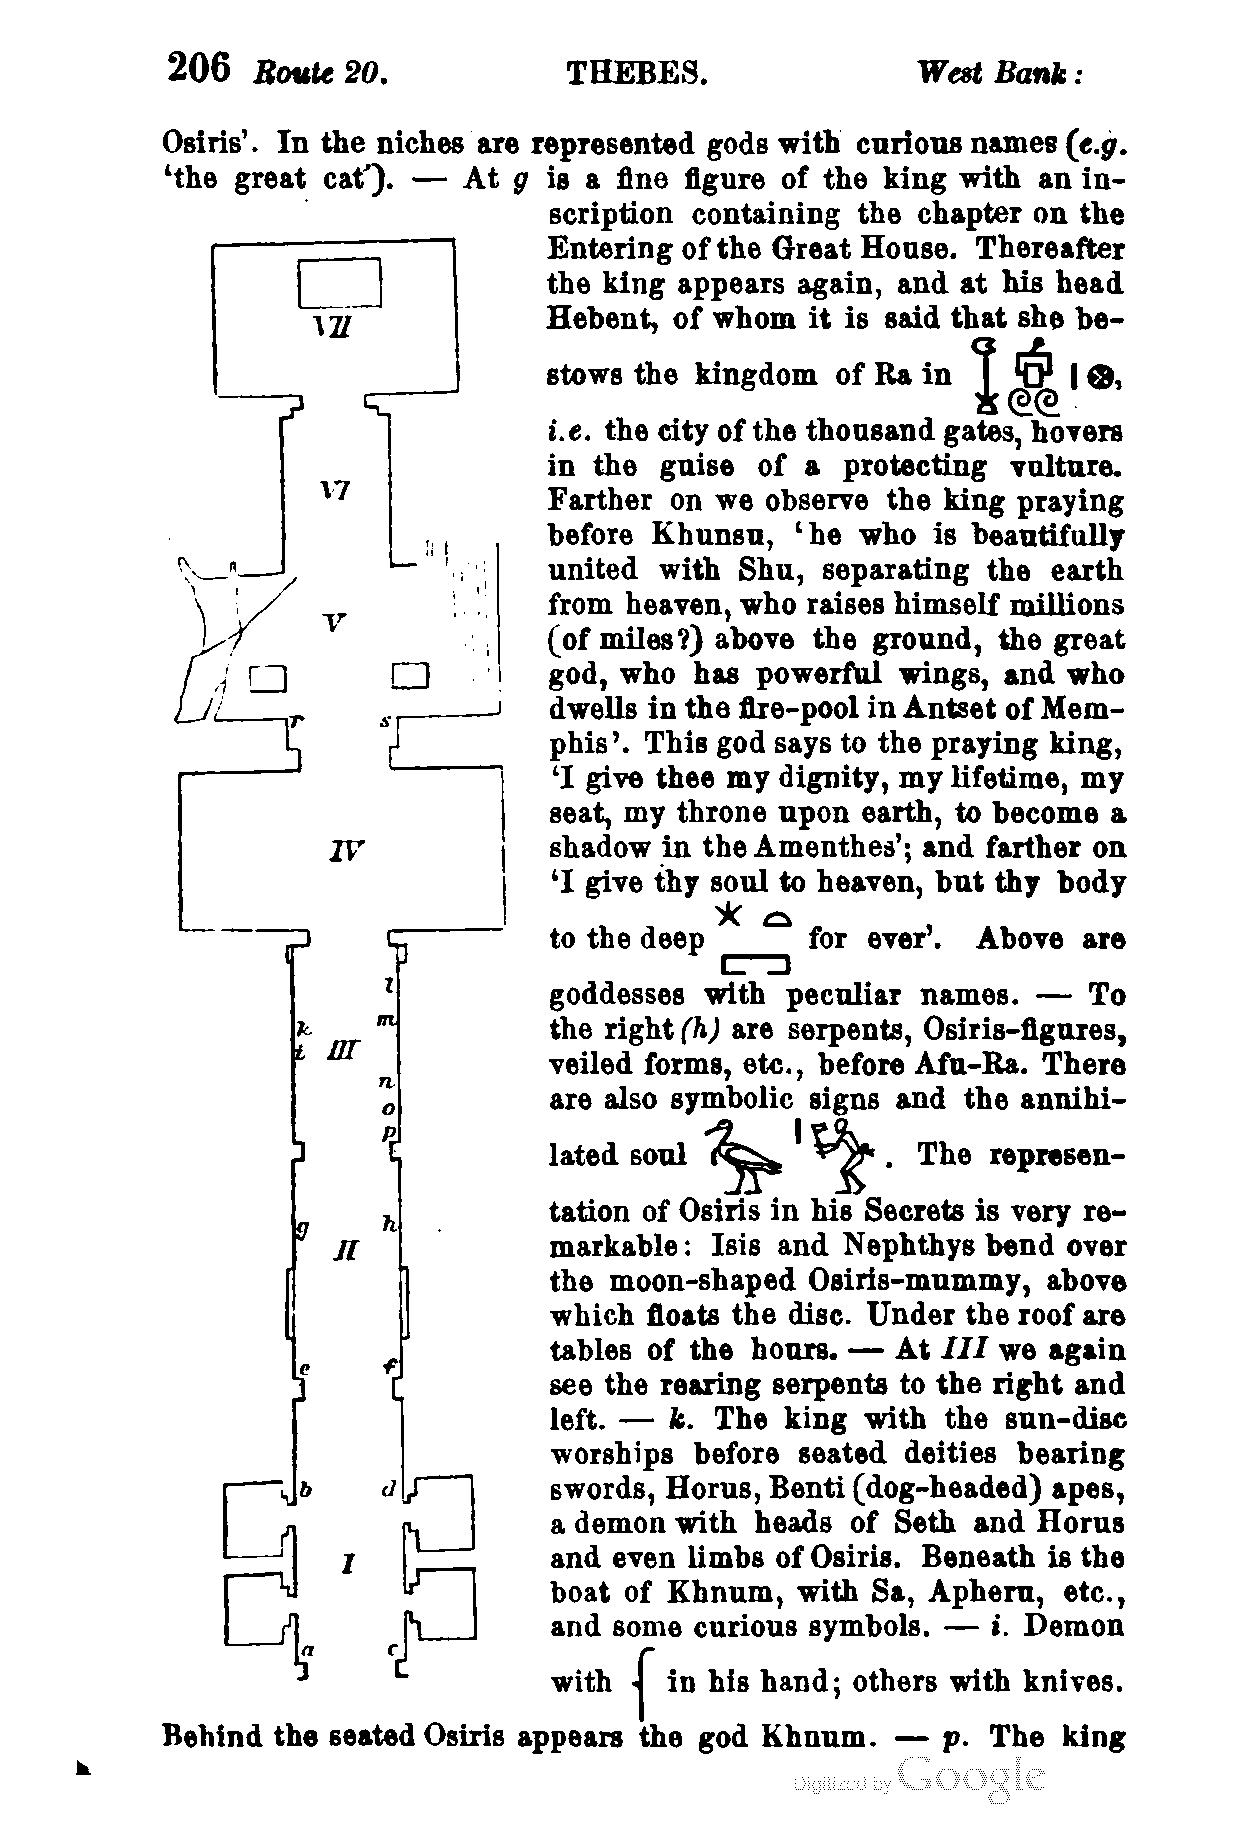 206 Route 20. THEBES. West Bank:
Osiris'. In the niches are represented gods with curious names (e.g.
'the great cat'). — At g is a fine figure of the king with an in-
scription containing the chapter on the
Entering of the Great House. Thereafter
the king appears again, and at his head
Hebent, of whom it is said that she be-
stows the kingdom of Ra in ,
i.e. the city of the thousand gates, hovers
in the guise of a protecting vulture.
Farther on we observe the king praying
before Khunsu, 'he who is beautifully
united with Shu, separating the earth
from heaven, who raises himself millions
(of miles?) above the ground, the great
god, who has powerful wings, and who
dwells in the fire-pool in Antset of Mem-
phis'. This god says to the praying king,
'I give thee my dignity, my lifetime, my
seat, my throne upon earth, to become a
shadow in the Amenthes'; and farther on
'I give thy soul to heaven, but thy body
to the deep for ever'. Above are
goddesses with peculiar names. — To
the right (h) are serpents, Osiris-figures,
veiled forms, etc., before Afu-Ra. There
are also symbolic signs and the annihi-
lated soul . The represen-
tation of Osiris in his Secrets is very re-
markable: Isis and Nephthys bend over
the moon-shaped Osiris-mummy, above
which floats the disc. Under the roof are
tables of the hours. — At III we again
see the rearing serpents to the right and
left. — k. The king with the sun-disc
worships before seated deities bearing
swords, Horus, Benti (dog-headed) apes,
a demon with heads of Seth and Horus
and even limbs of Osiris. Beneath is the
boat of Khnum, with Sa, Apheru, etc.,
and some curious symbols. — i. Demon
with in his hand; others with knives.
Behind the seated Osiris appears the god Khnum. — p. The king
VII
VI
V
r s
IV
l
k m
i III
n
o
p
g h
II
e f
b d
I
a c
Digitized by Google